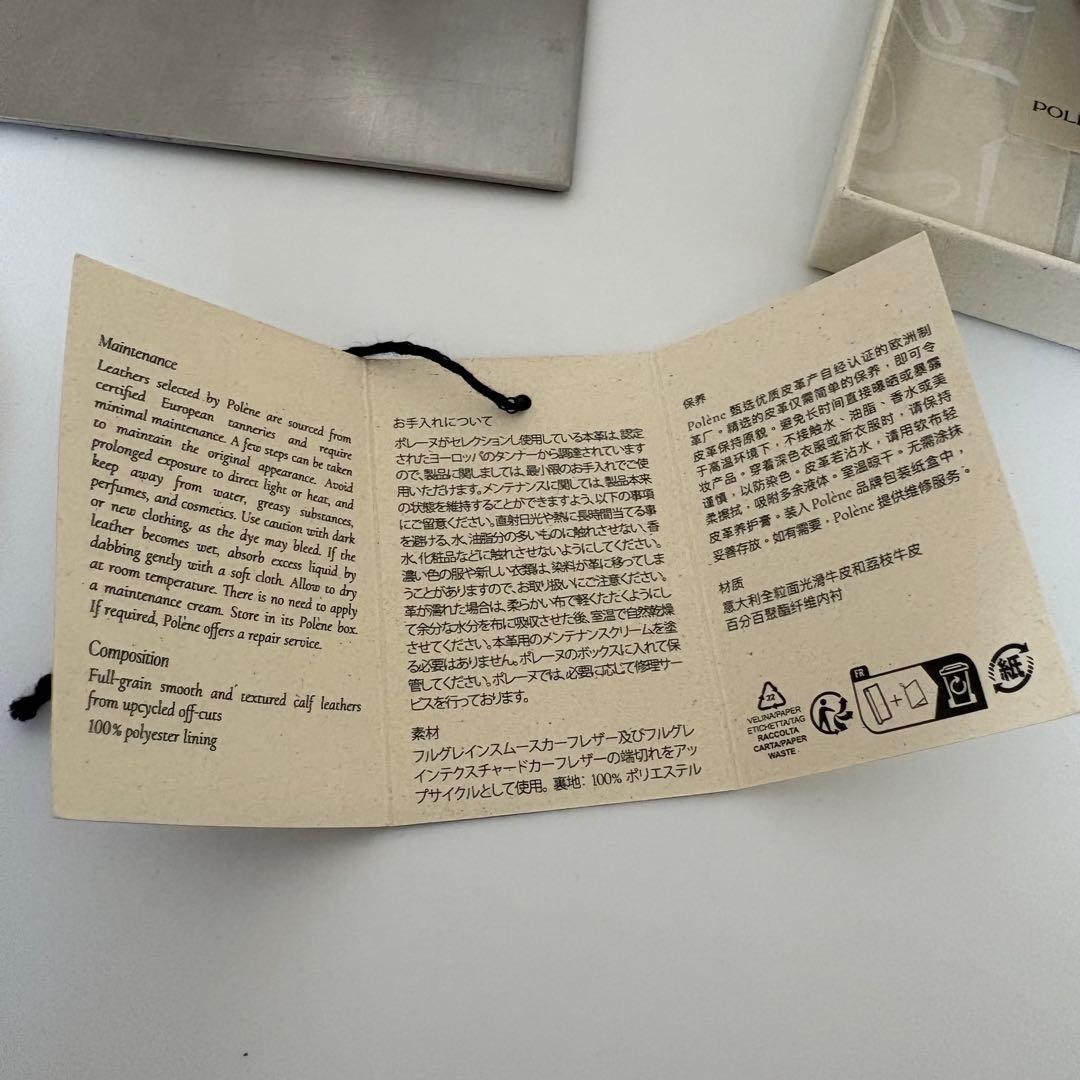 POL
Maintenance
Leathers selected by Polène are sourced from
certified European tanneries and require
minimal maintenance. A few steps can be taken
to maintain the original appearance. Avoid
prolonged exposure to direct light or heat, and
keep away from water, greasy substances,
perfumes, and cosmetics. Use caution with dark
or new clothing, as the dye may bleed. If the
leather becomes wet, absorb excess liquid by
dabbing gently with a soft cloth. Allow to dry
at room temperature. There is no need to apply
a maintenance cream. Store in its Polène box.
If required, Polène offers a repair service.
Composition
Full-grain smooth and textured calf leathers
from upcycled off-cuts
100% polyester lining
お手入れについて
ポレーヌがセレクションし使用している本革は、認定
されたヨーロッパのタンナーから調達されています
ので、製品に関しましては、最小限のお手入れでご使
用いただけます。メンテナンスに関しては、製品本来
の状態を維持することができますよう、以下の事項
にご留意ください。直射日光や熱に長時間当てる事
を避ける、水、油脂分の多いものに触れさせない、香
水、化粧品などに触れさせないようにしてください。
濃い色の服や新しい衣類は、染料が革に移ってしま
うことがありますので、お取り扱いにご注意ください。
革が濡れた場合は、柔らかい布で軽くたたくようにし
て余分な水分を布に吸収させた後、室温で自然乾燥
させてください。本革用のメンテナンスクリームを塗
る必要はありません。ポレーヌのボックスに入れて保
管してください。ポレーヌでは、必要に応じて修理サー
ビスを行っております。
素材
フルグレインスムースカーフレザー及びフルグレ
インテクスチャードカーフレザーの端切れをアッ
プサイクルとして使用。裏地: 100% ポリエステル
保养
Polène 甄选优质皮革产自经认证的欧洲制
革厂。精选的皮革仅需简单的保养，即可令
皮革保持原貌。避免长时间直接曝晒或暴露
于高温环境下，不接触水、油脂、香水或美
妆产品。穿着深色衣服或新衣服时，请保持
谨慎，以防染色。皮革若沾水，请用软布轻
柔擦拭，吸附多余液体。室温晾干。无需涂抹
皮革养护膏。装入 Polène 品牌包装纸盒中，
妥善存放。如有需要，Polène 提供维修服务。
材质
意大利全粒面光滑牛皮和荔枝牛皮
百分百聚酯纤维内衬
22
VELINA/PAPER
ETICHETTA/TAG
RACCOLTA
CARTA/PAPER
WASTE
FR
+
紙